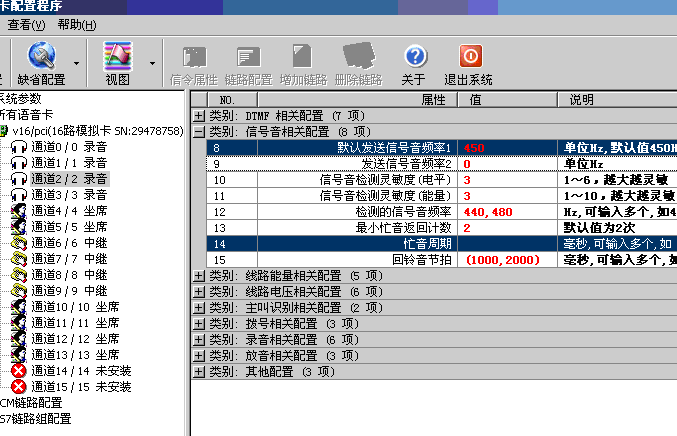 卡配置程序
查看(V) 帮助(H)
缺省配置 视图 信令属性 链路配置 增加链路 删除链路 关于 退出系统
系统参数
所有语音卡
v16/pci(16路模拟卡 SN:29478758)
通道0 / 0 录音
通道1 / 1 录音
通道2 / 2 录音
通道3 / 3 录音
通道4 / 4 坐席
通道5 / 5 坐席
通道6 / 6 中继
通道7 / 7 中继
通道8 / 8 中继
通道9 / 9 中继
通道10 / 10 坐席
通道11 / 11 坐席
通道12 / 12 坐席
通道13 / 13 坐席
通道14 / 14 未安装
通道15 / 15 未安装
CM链路配置
S7链路组配置
NO. 属性 值 说明
类别: DTMF 相关配置 (7 项)
类别: 信号音相关配置 (8 项)
8 默认发送信号音频率1 450 单位Hz,默认值450H
9 发送信号音频率2 0 单位Hz
10 信号音检测灵敏度(电平) 3 1～6，越大越灵敏
11 信号音检测灵敏度(能量) 3 1～10，越大越灵敏
12 检测的信号音频率 440,480 Hz,可输入多个,如4
13 最小忙音返回计数 2 默认值为2次
14 忙音周期 毫秒,可输入多个,如
15 回铃音节拍 (1000,2000) 毫秒,可输入多个,如
类别: 线路能量相关配置 (5 项)
类别: 线路电压相关配置 (6 项)
类别: 主叫识别相关配置 (2 项)
类别: 拨号相关配置 (3 项)
类别: 录音相关配置 (6 项)
类别: 放音相关配置 (3 项)
类别: 其他配置 (3 项)